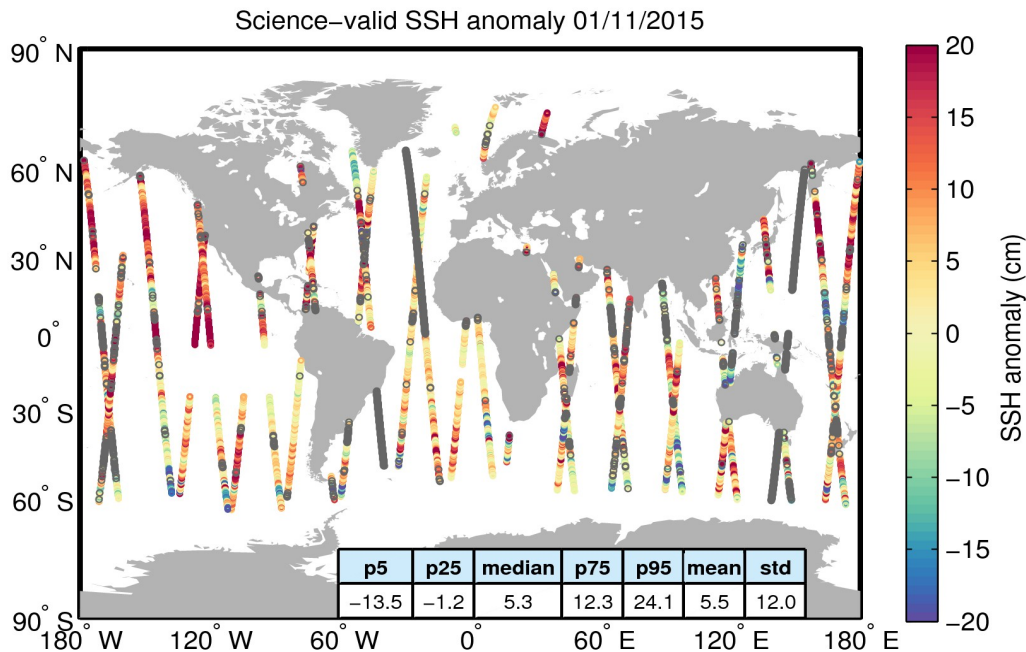 Science−valid SSH anomaly 01/11/2015
90° N
60° N
30° N
0°
30° S
60° S
90° S
180° W
120° W
60° W
0°
60° E
120° E
180° E
p5 p25 median p75 p95 mean std
−13.5 −1.2 5.3 12.3 24.1 5.5 12.0
20
15
10
5
0
−5
−10
−15
−20
SSH anomaly (cm)